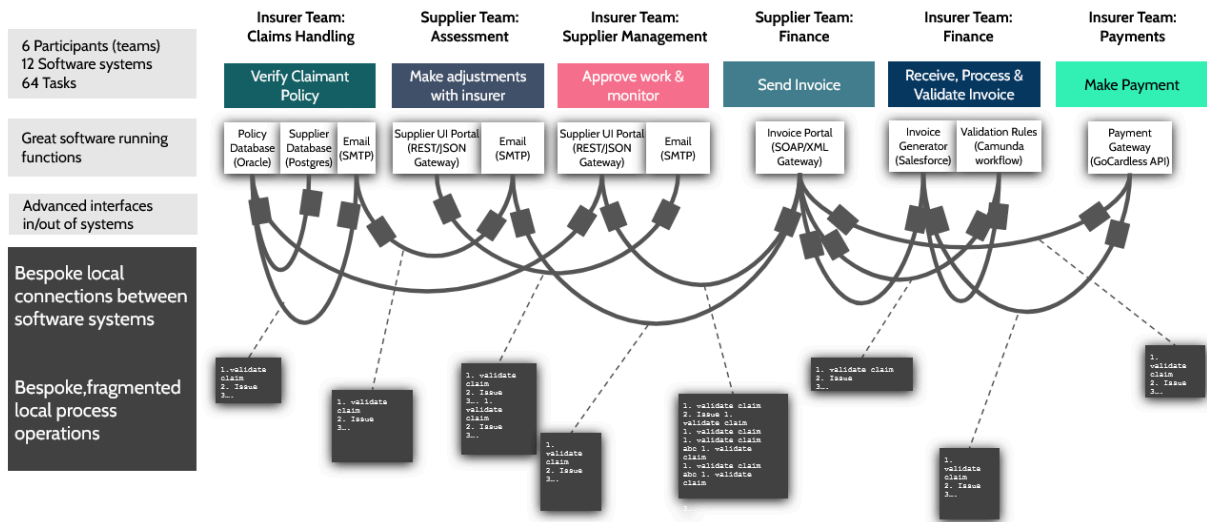 6 Participants (teams)
12 Software systems
64 Tasks
Insurer Team:
Claims Handling
Supplier Team:
Assessment
Insurer Team:
Supplier Management
Supplier Team:
Finance
Insurer Team:
Finance
Insurer Team:
Payments
Verify Claimant
Policy
Make adjustments
with insurer
Approve work &
monitor
Send Invoice
Receive, Process &
Validate Invoice
Make Payment
Great software running
functions
Policy
Database
(Oracle)
Supplier
Database
(Postgres)
Email
(SMTP)
Supplier UI Portal
(REST/JSON
Gateway)
Email
(SMTP)
Supplier UI Portal
(REST/JSON
Gateway)
Email
(SMTP)
Invoice Portal
(SOAP/XML
Gateway)
Invoice
Generator
(Salesforce)
Validation Rules
(Camunda
workflow)
Payment
Gateway
(GoCardless API)
Advanced interfaces
in/out of systems
Bespoke local
connections between
software systems
Bespoke,fragmented
local process
operations
1.validate
claim
2. Issue
3….
1. validate
claim
2. Issue
3….
1. validate
claim
2. Issue
3…. 1.
validate
claim
2. Issue
3….
1.
validate
claim
2. Issue
3….
1. validate claim
2. Issue 1.
validate claim
1. validate claim
1. validate claim
abc 1. validate
claim
1. validate claim
abc 1. validate
claim
1. validate claim
2. Issue
3….
1.
validate
claim
2. Issue
3….
1.
validate
claim
2. Issue
3….